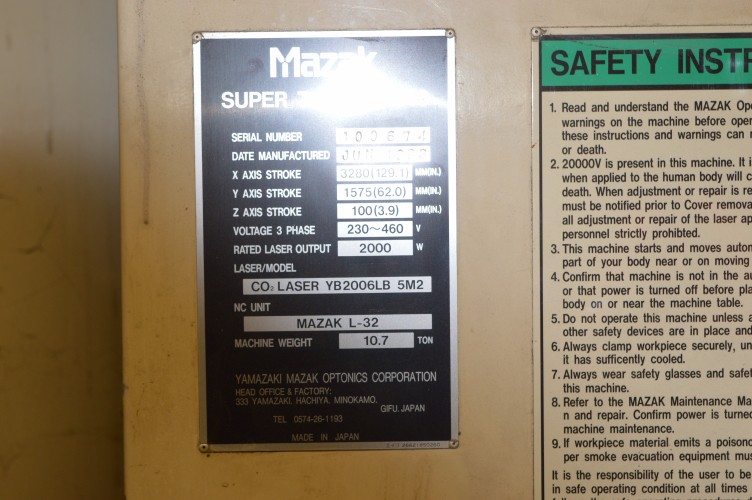 Mazak
SUPER
SERIAL NUMBER 100674
DATE MANUFACTURED JUN
X AXIS STROKE 3280(129.1) MM(IN.)
Y AXIS STROKE 1575(62.0) MM(IN.)
Z AXIS STROKE 100(3.9) MM(IN.)
VOLTAGE 3 PHASE 230~460 V
RATED LASER OUTPUT 2000 W
LASER/MODEL
CO₂ LASER YB2006LB 5M2
NC UNIT
MAZAK L-32
MACHINE WEIGHT 10.7 TON
YAMAZAKI MAZAK OPTONICS CORPORATION
HEAD OFFICE & FACTORY:
333 YAMAZAKI. HACHIYA. MINOKAMO.
GIFU. JAPAN
TEL 0574-26-1193
MADE IN JAPAN
SAFETY INSTR
1. Read and understand the MAZAK Ope
warnings on the machine before oper
these instructions and warnings can
or death.
2. 20000V is present in this machine. It i
when applied to the human body will c
death. When adjustment or repair is re
must be notified prior to Cover remova
all adjustment or repair of the laser ap
personnel strictly prohibted.
3. This machine starts and moves autom
part of your body near or on moving
4. Confirm that machine is not in the au
or that power is turned off before pla
body on or near the machine table.
5. Do not operate this machine unless a
other safety devices are in place and
6. Always clamp workpiece securely, un
it has sufficently cooled.
7. Always wear safety glasses and safet
this machine.
8. Refer to the MAZAK Maintenance Ma
n and repair. Confirm power is turned
machine maintenance.
9. If workpiece material emits a poisono
per smoke evacuation equipment mus
It is the responsibility of the user to be
in safe operating condition at all times